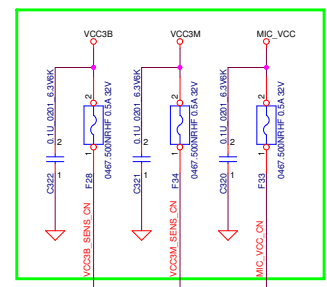 VCC3B
VCC3M
MIC_VCC
0.1U_0201_6.3V6K
2
1
C322
2
1
F28
0467.500NRHF 0.5A 32V
VCC3B_SENS_CN
0.1U_0201_6.3V6K
2
1
C321
2
1
F34
0467.500NRHF 0.5A 32V
VCC3M_SENS_CN
0.1U_0201_6.3V6K
2
1
C320
2
1
F33
0467.500NRHF 0.5A 32V
MIC_VCC_CN